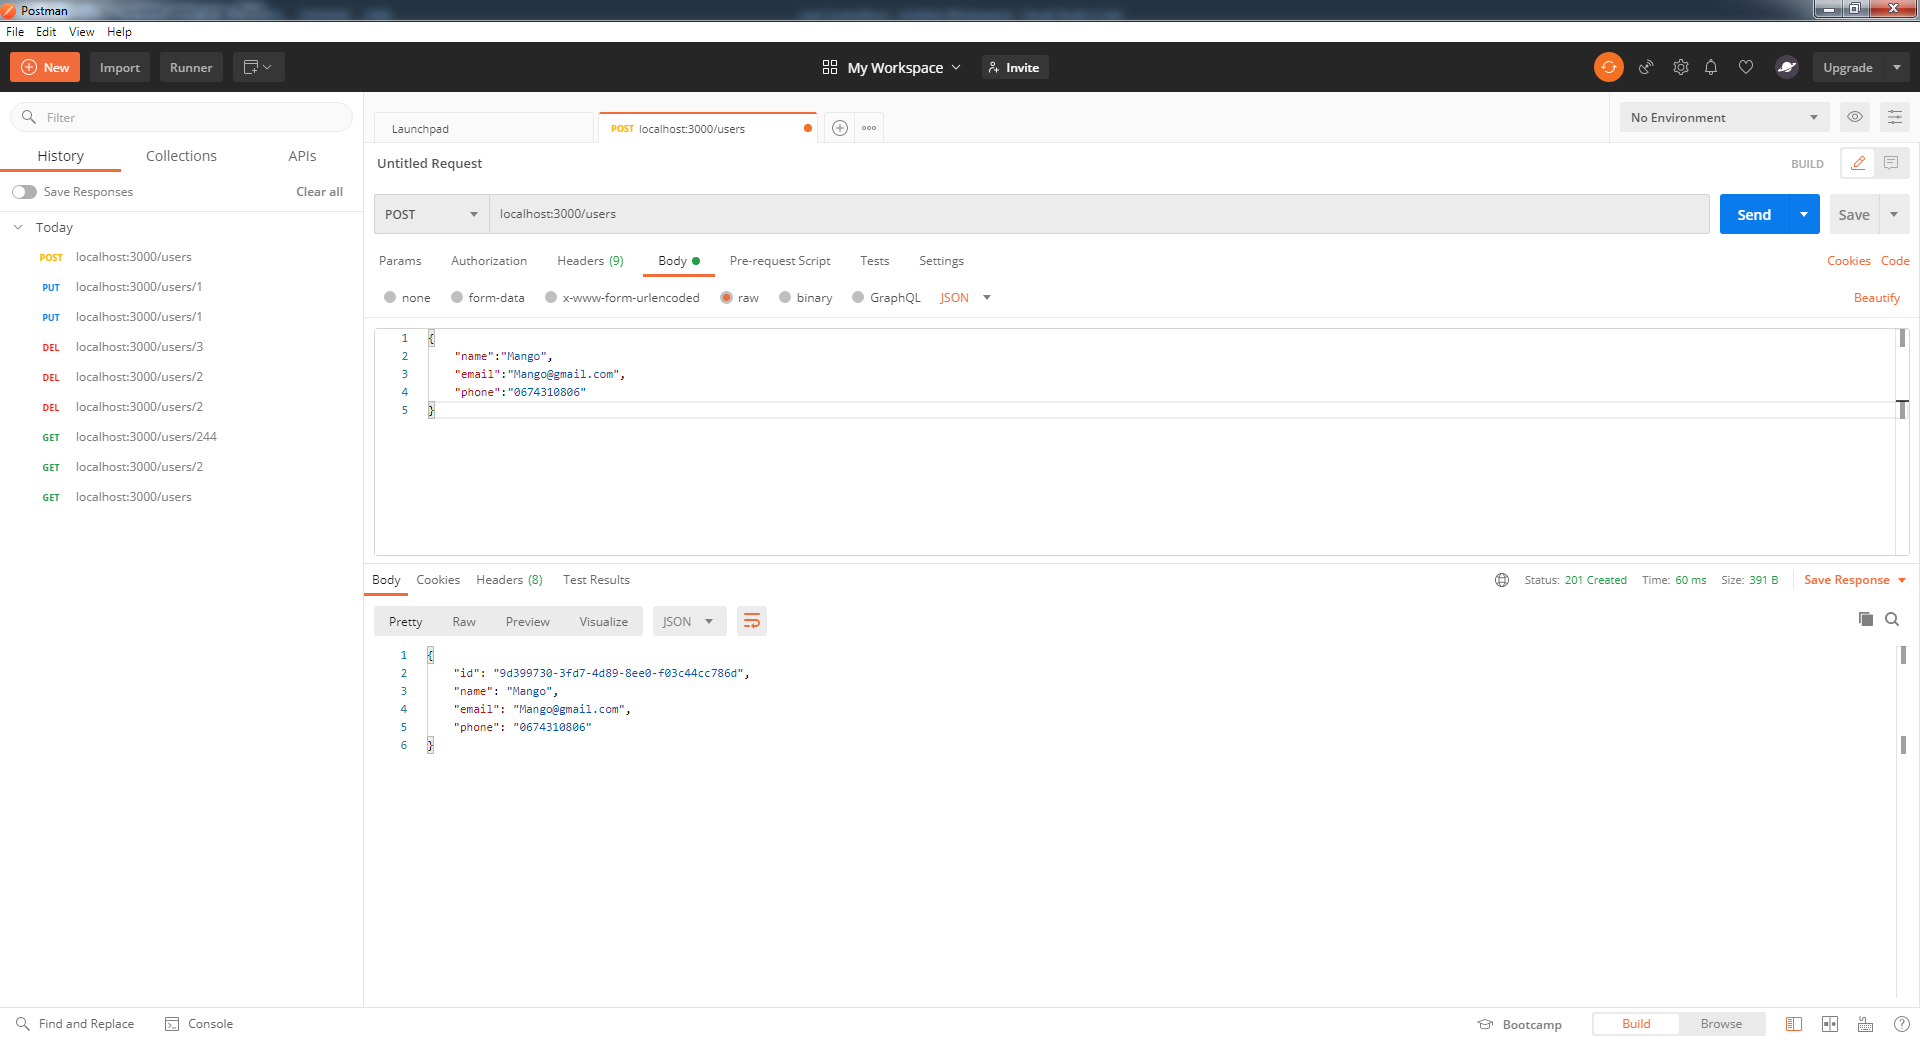 Postman
File Edit View Help
New Import Runner My Workspace Invite Upgrade
Filter
History Collections APIs
Save Responses Clear all
Today
POST localhost:3000/users
PUT localhost:3000/users/1
PUT localhost:3000/users/1
DEL localhost:3000/users/3
DEL localhost:3000/users/2
DEL localhost:3000/users/2
GET localhost:3000/users/244
GET localhost:3000/users/2
GET localhost:3000/users
Launchpad POST localhost:3000/users No Environment
Untitled Request BUILD
POST localhost:3000/users Send Save
Params Authorization Headers (9) Body Pre-request Script Tests Settings Cookies Code
none form-data x-www-form-urlencoded raw binary GraphQL JSON Beautify
1 {
2 "name":"Mango",
3 "email":"Mango@gmail.com",
4 "phone":"0674310806"
5 }
Body Cookies Headers (8) Test Results Status: 201 Created Time: 60 ms Size: 391 B Save Response
Pretty Raw Preview Visualize JSON
1 {
2 "id": "9d399730-3fd7-4d89-8ee0-f03c44cc786d",
3 "name": "Mango",
4 "email": "Mango@gmail.com",
5 "phone": "0674310806"
6 }
Find and Replace Console Bootcamp Build Browse